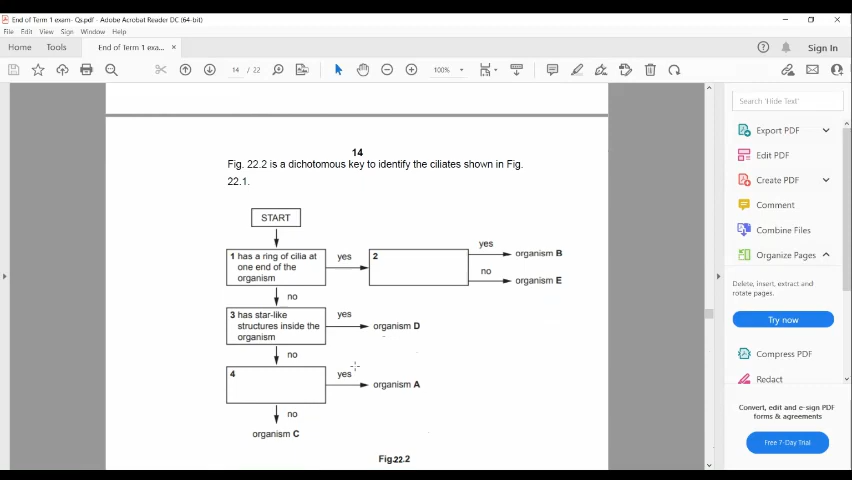 End of Term 1 exam- Qs.pdf - Adobe Acrobat Reader DC (64-bit)
File Edit View Sign Window Help
Home Tools End of Term 1 exa... × Sign In
14 / 22 100%
14
Fig. 22.2 is a dichotomous key to identify the ciliates shown in Fig.
22.1.
START
1 has a ring of cilia at
one end of the
organism
yes
2
yes
organism B
no
organism E
no
3 has star-like
structures inside the
organism
yes
organism D
no
4
yes
organism A
no
organism C
Fig.22.2
Search 'Hide Text'
Export PDF
Edit PDF
Create PDF
Comment
Combine Files
Organize Pages
Delete, insert, extract and
rotate pages.
Try now
Compress PDF
Redact
Convert, edit and e-sign PDF
forms & agreements
Free 7-Day Trial